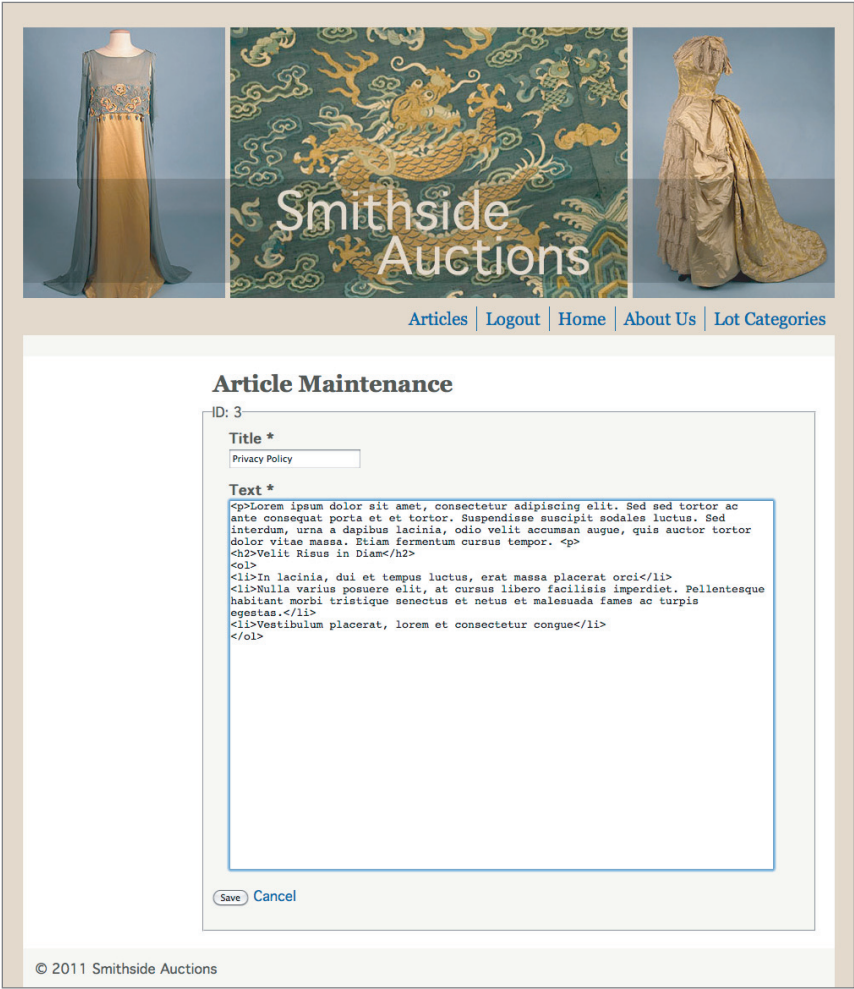 Smithside
Auctions
Articles | Logout | Home | About Us | Lot Categories
Article Maintenance
ID: 3
Title *
Privacy Policy
Text *
<p>Lorem ipsum dolor sit amet, consectetur adipiscing elit. Sed sed tortor ac
ante consequat porta et et tortor. Suspendisse suscipit sodales luctus. Sed
interdum, urna a dapibus lacinia, odio velit accumsan augue, quis auctor tortor
dolor vitae massa. Etiam fermentum cursus tempor. <p>
<h2>Velit Risus in Diam</h2>
<ol>
<li>In lacinia, dui et tempus luctus, erat massa placerat orci</li>
<li>Nulla varius posuere elit, at cursus libero facilisis imperdiet. Pellentesque
habitant morbi tristique senectus et netus et malesuada fames ac turpis
egestas.</li>
<li>Vestibulum placerat, lorem et consectetur congue</li>
</ol>
Save Cancel
© 2011 Smithside Auctions